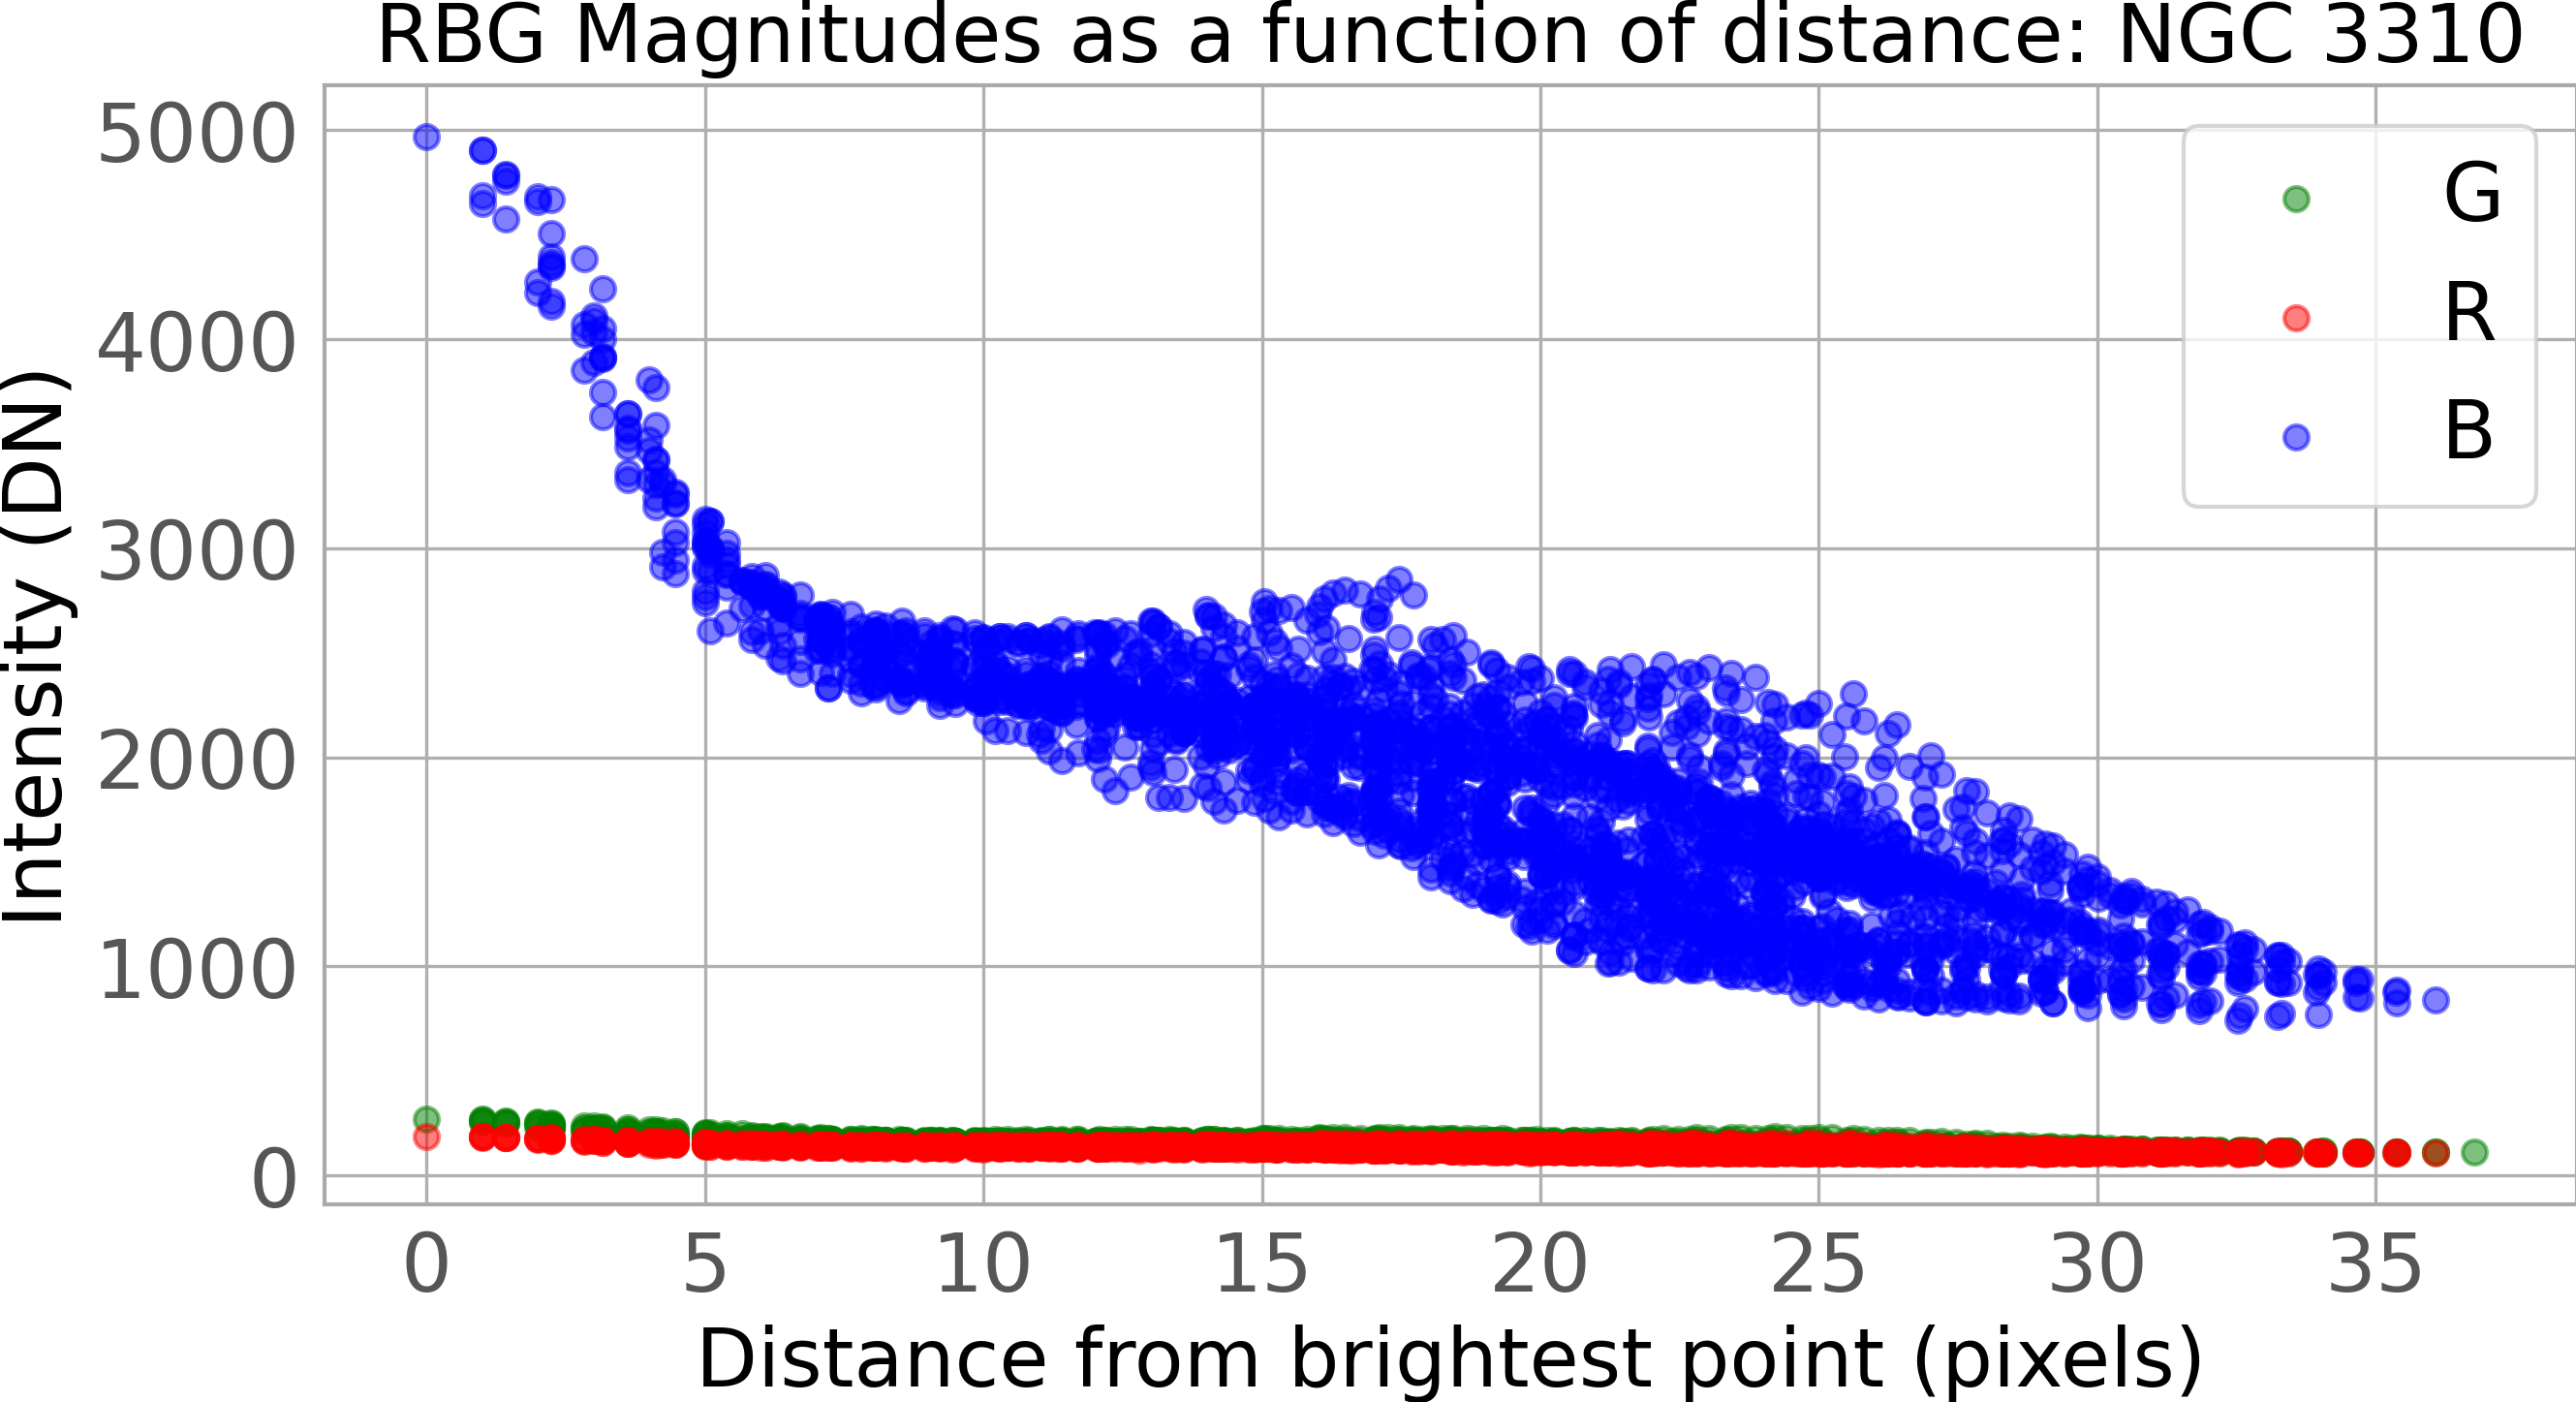 RBG Magnitudes as a function of distance: NGC 3310
Intensity (DN)
5000
4000
3000
2000
1000
0
G
R
B
0 5 10 15 20 25 30 35
Distance from brightest point (pixels)